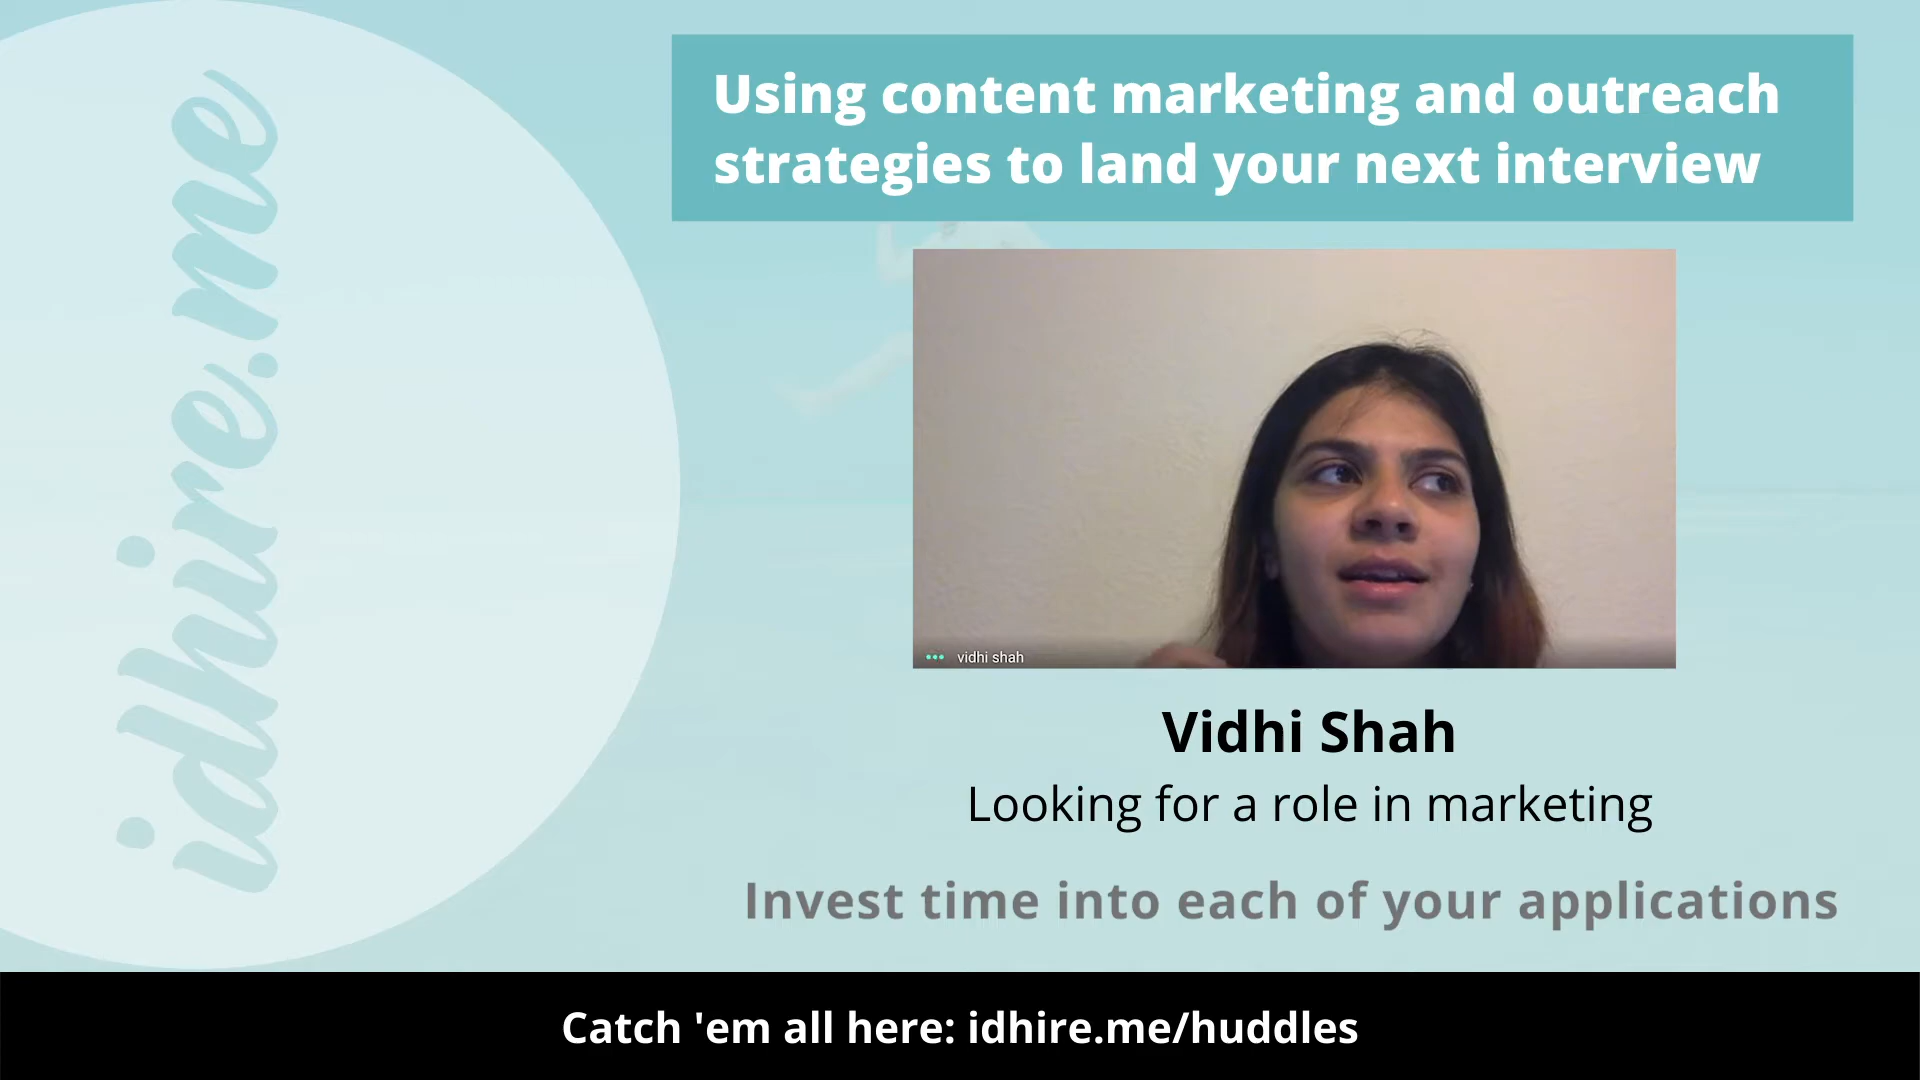 idhire.me
Using content marketing and outreach
strategies to land your next interview
vidhi shah
Vidhi Shah
Looking for a role in marketing
Invest time into each of your applications
Catch 'em all here: idhire.me/huddles